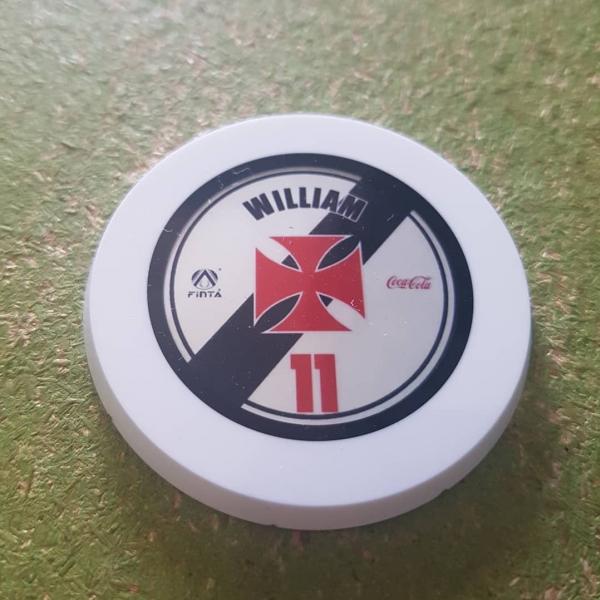 WILLIAM
FINTA
Coca-Cola
11